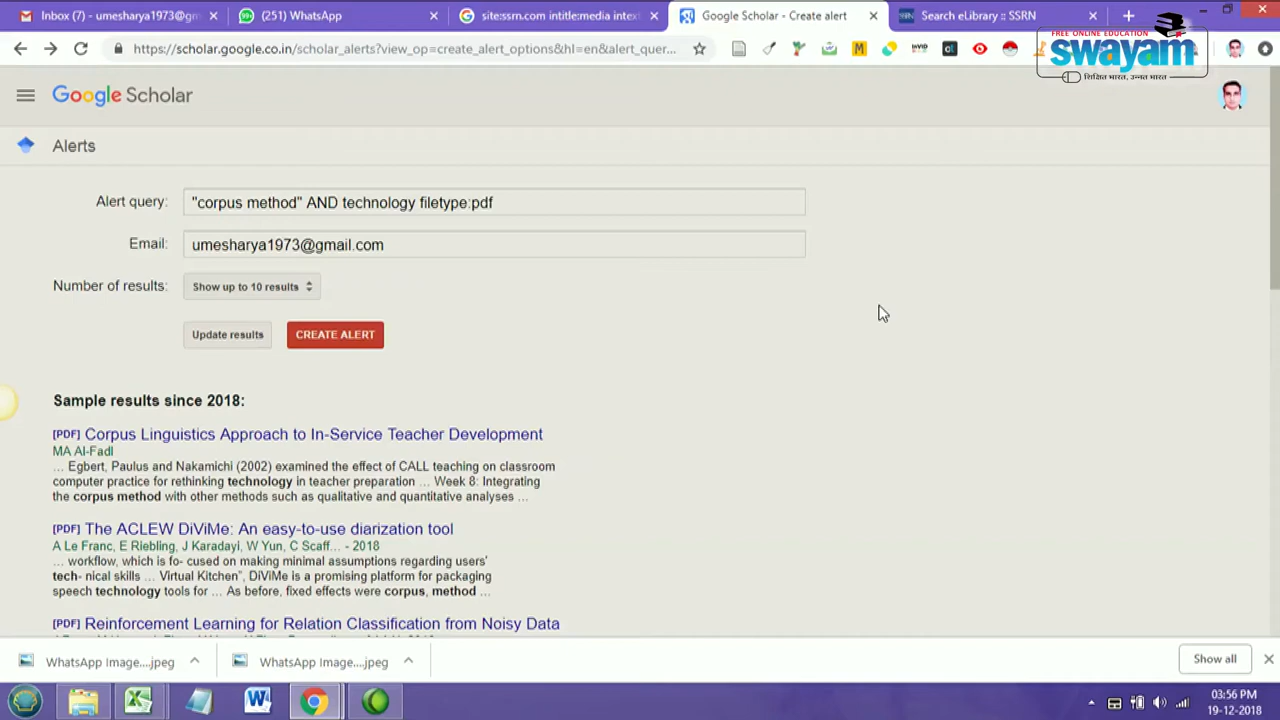 Inbox (7) - umesharya1973@gm
(251) WhatsApp
site:ssrn.com intitle:media intext
Google Scholar - Create alert
Search eLibrary :: SSRN
https://scholar.google.co.in/scholar_alerts?view_op=create_alert_options&hl=en&alert_quer...
FREE ONLINE EDUCATION
swayam
शिक्षित भारत, उन्नत भारत
Google Scholar
Alerts
Alert query: "corpus method" AND technology filetype:pdf
Email: umesharya1973@gmail.com
Number of results: Show up to 10 results
Update results CREATE ALERT
Sample results since 2018:
[PDF] Corpus Linguistics Approach to In-Service Teacher Development
MA Al-Fadl
... Egbert, Paulus and Nakamichi (2002) examined the effect of CALL teaching on classroom
computer practice for rethinking technology in teacher preparation ... Week 8: Integrating
the corpus method with other methods such as qualitative and quantitative analyses ...
[PDF] The ACLEW DiViMe: An easy-to-use diarization tool
A Le Franc, E Riebling, J Karadayi, W Yun, C Scaff... - 2018
... workflow, which is fo- cused on making minimal assumptions regarding users'
tech- nical skills ... Virtual Kitchen", DiViMe is a promising platform for packaging
speech technology tools for ... As before, fixed effects were corpus, method ...
[PDF] Reinforcement Learning for Relation Classification from Noisy Data
WhatsApp Image....jpeg
WhatsApp Image....jpeg
Show all
03:56 PM
19-12-2018